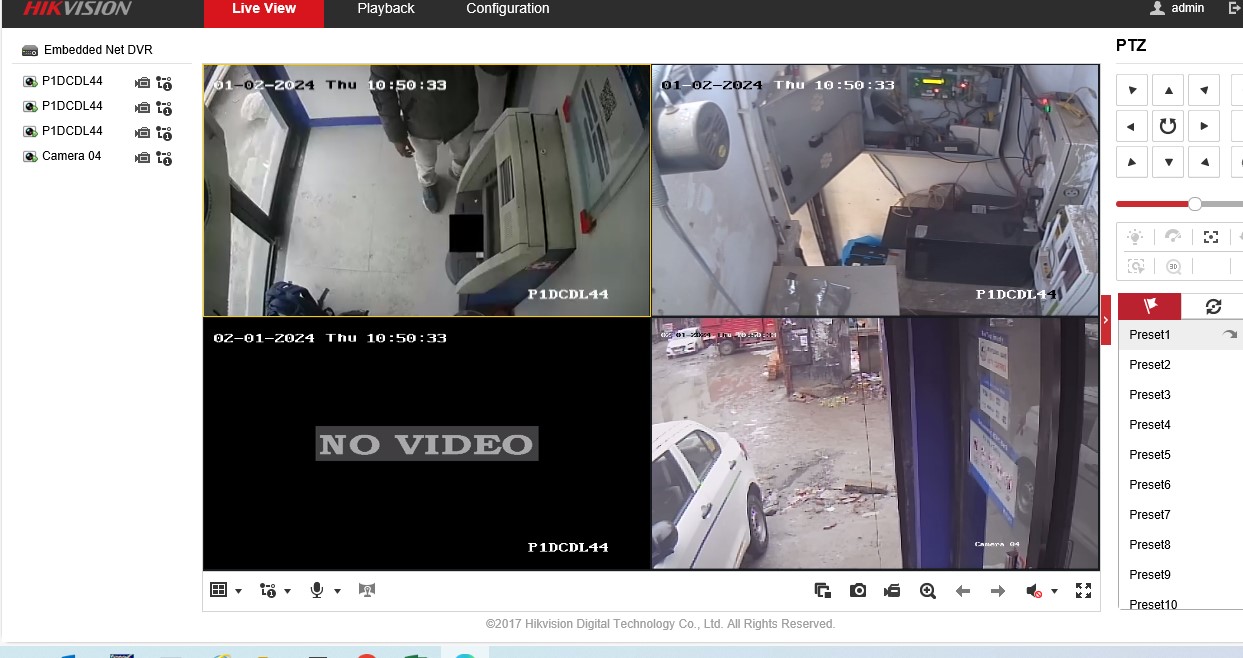 HIKVISION
Live View
Playback
Configuration
admin
Embedded Net DVR
P1DCDL44
P1DCDL44
P1DCDL44
Camera 04
01-02-2024 Thu 10:50:33
P1DCDL44
01-02-2024 Thu 10:50:33
P1DCDL44
02-01-2024 Thu 10:50:33
NO VIDEO
P1DCDL44
Camera 04
PTZ
3D
Preset1
Preset2
Preset3
Preset4
Preset5
Preset6
Preset7
Preset8
Preset9
Preset10
©2017 Hikvision Digital Technology Co., Ltd. All Rights Reserved.